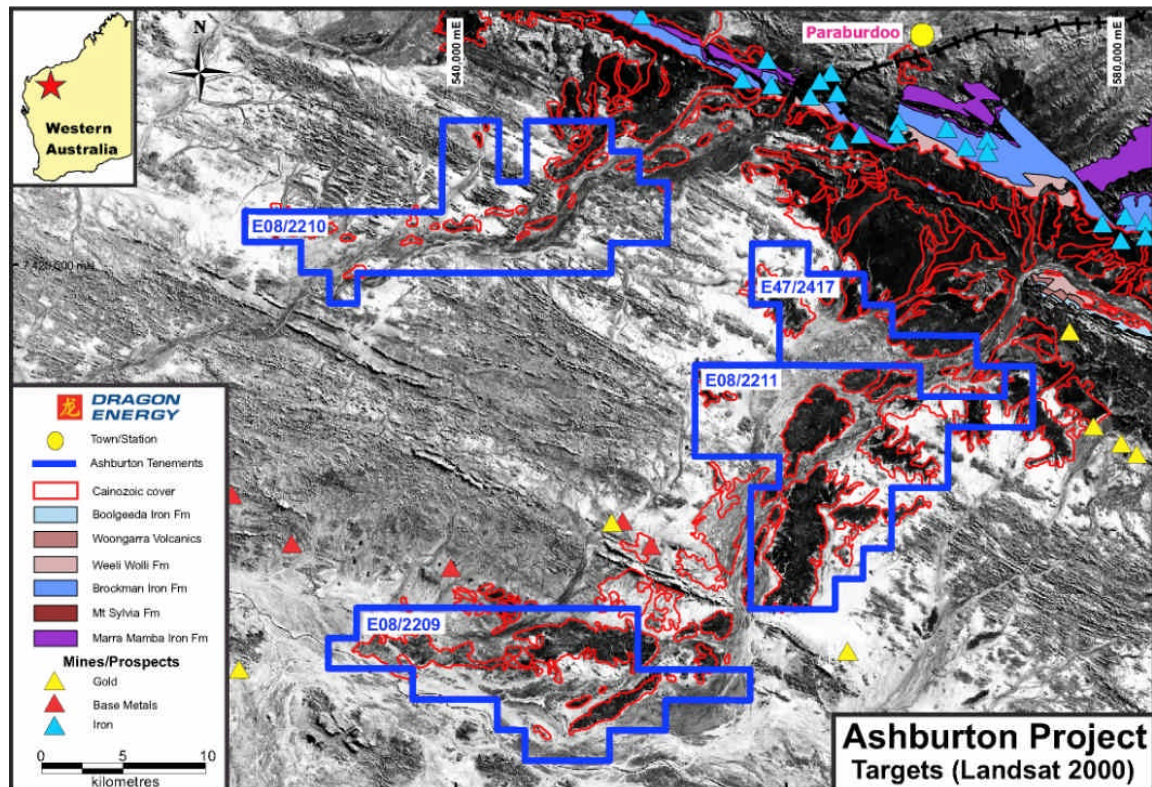 Western
Australia
N
540,000 mE
580,000 mE
Paraburdoo
E08/2210
E47/2417
E08/2211
E08/2209
龙 DRAGON
ENERGY
Town/Station
Ashburton Tenements
Cainozoic cover
Boolgeeda Iron Fm
Woongarra Volcanics
Weeli Wolli Fm
Brockman Iron Fm
Mt Sylvia Fm
Marra Mamba Iron Fm
Mines/Prospects
Gold
Base Metals
Iron
0 5 10
kilometres
Ashburton Project
Targets (Landsat 2000)